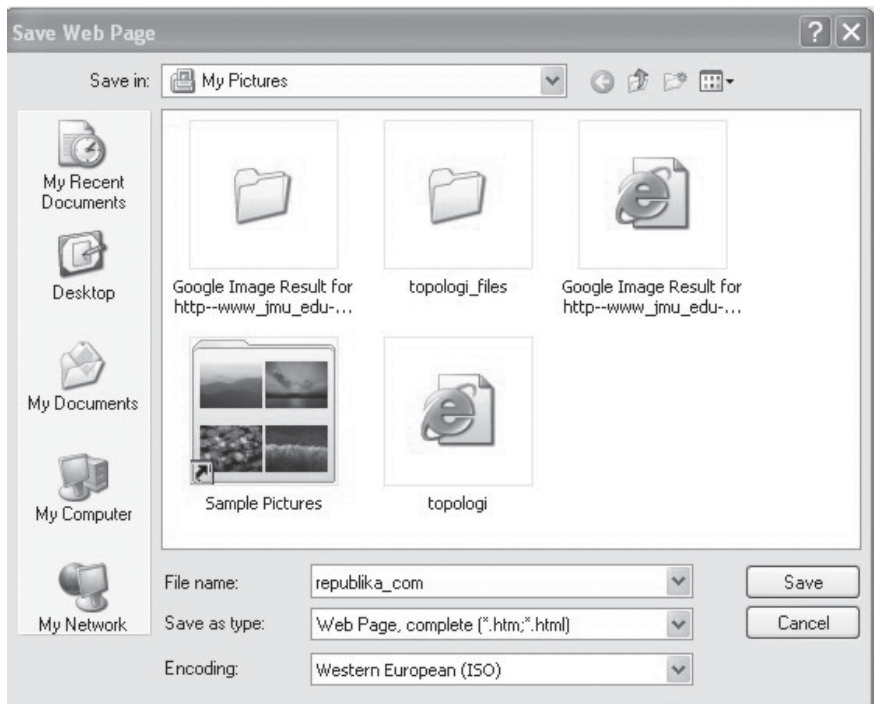 Save Web Page
Save in: My Pictures
My Recent
Documents
Desktop
My Documents
My Computer
My Network
Google Image Result for
http--www_jmu_edu-...
topologi_files
Google Image Result for
http--www_jmu_edu-...
Sample Pictures
topologi
File name: republika_com
Save
Save as type: Web Page, complete (*.htm;*.html)
Cancel
Encoding: Western European (ISO)